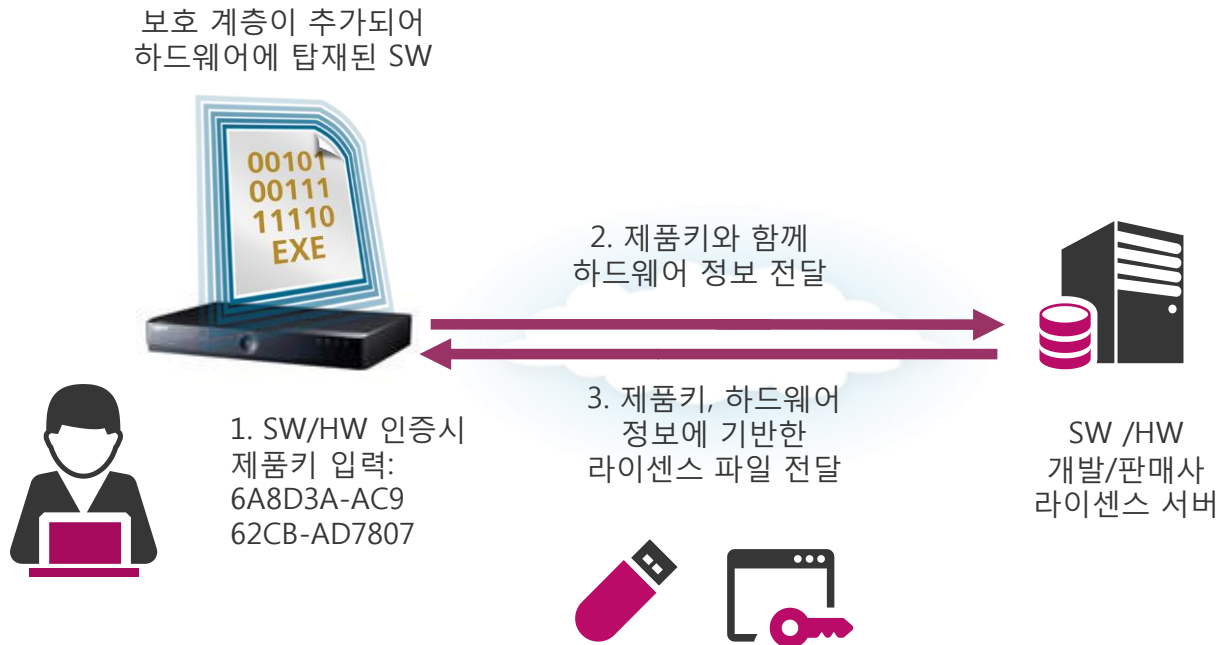 보호 계층이 추가되어
하드웨어에 탑재된 SW
00101
00111
11110
EXE
2. 제품키와 함께
하드웨어 정보 전달
3. 제품키, 하드웨어
정보에 기반한
라이센스 파일 전달
1. SW/HW 인증시
제품키 입력:
6A8D3A-AC9
62CB-AD7807
SW /HW
개발/판매사
라이센스 서버